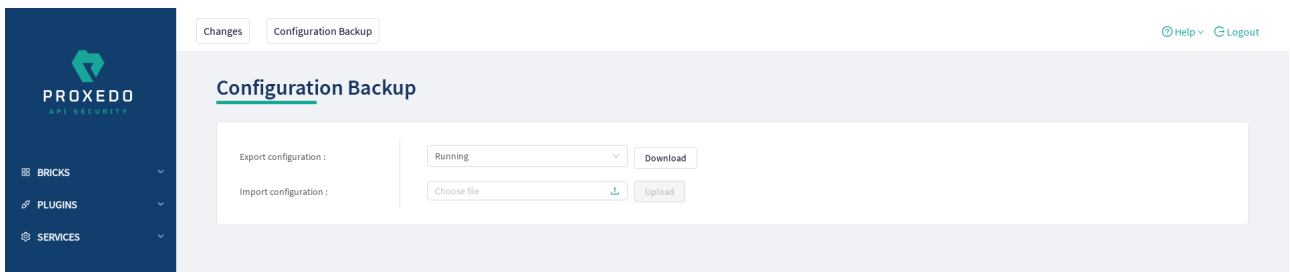 Changes
Configuration Backup
Help
Logout
PROXEDO
API SECURITY
BRICKS
PLUGINS
SERVICES
Configuration Backup
Export configuration :
Running
Download
Import configuration :
Choose file
Upload